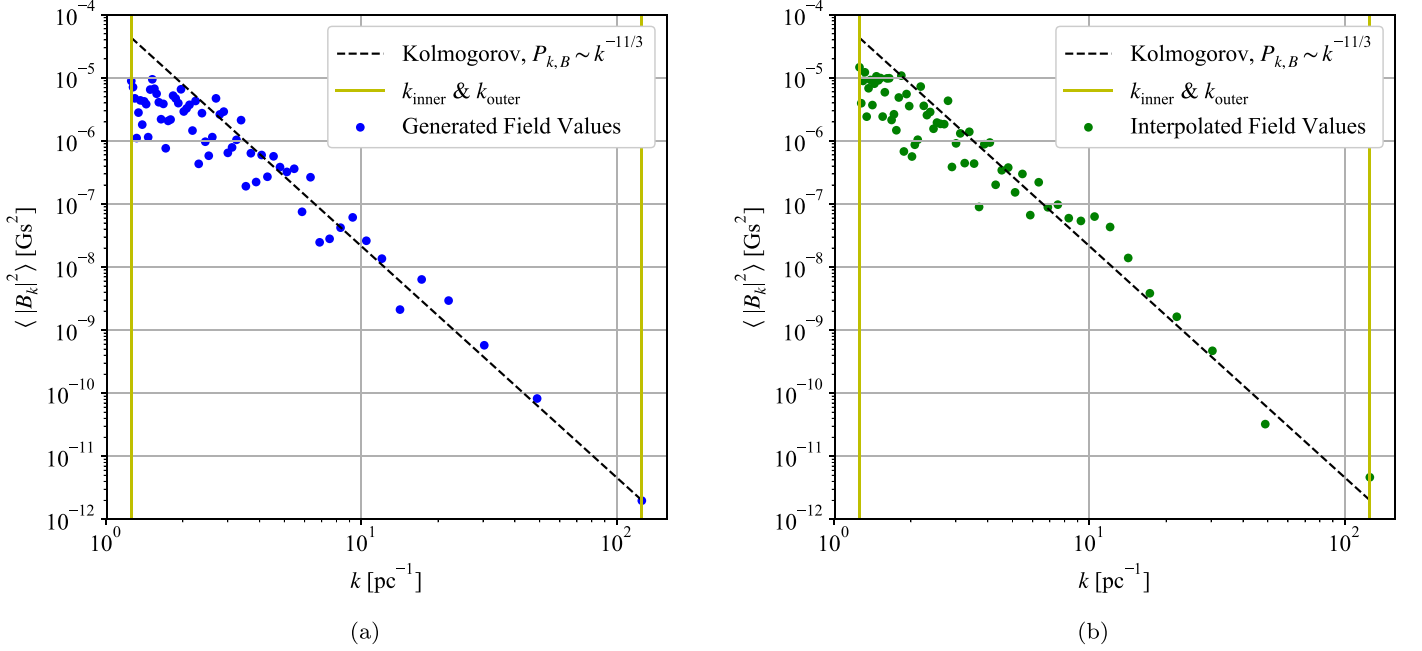 10^−4
10^−5
10^−6
10^−7
10^−8
10^−9
10^−10
10^−11
10^−12
⟨ |B_k|^2 ⟩ [Gs^2]
Kolmogorov, P_{k, B} ~ k^{−11/3}
k_inner & k_outer
Generated Field Values
10^0
10^1
10^2
k [pc^−1]
(a)
10^−4
10^−5
10^−6
10^−7
10^−8
10^−9
10^−10
10^−11
10^−12
⟨ |B_k|^2 ⟩ [Gs^2]
Kolmogorov, P_{k, B} ~ k^{−11/3}
k_inner & k_outer
Interpolated Field Values
10^0
10^1
10^2
k [pc^−1]
(b)